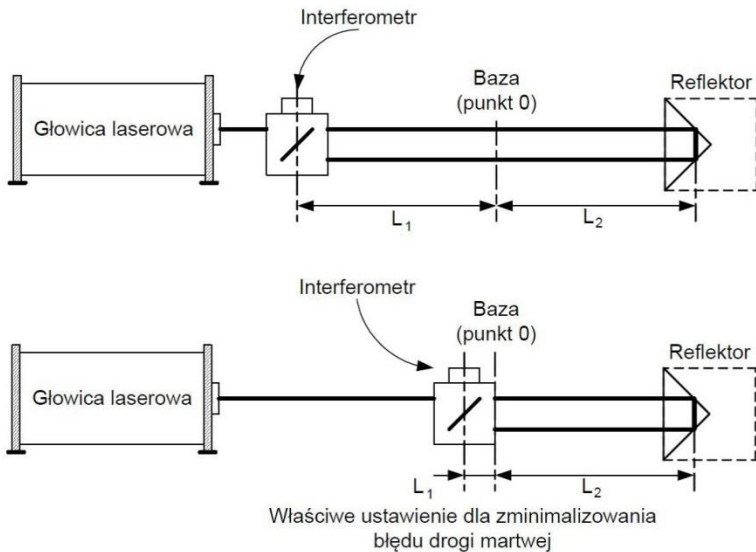 Interferometr
Baza
(punkt 0)
Reflektor
Głowica laserowa
L₁
L₂
Interferometr
Baza
(punkt 0)
Reflektor
Głowica laserowa
L₁
L₂
Właściwe ustawienie dla zminimalizowania
błędu drogi martwej